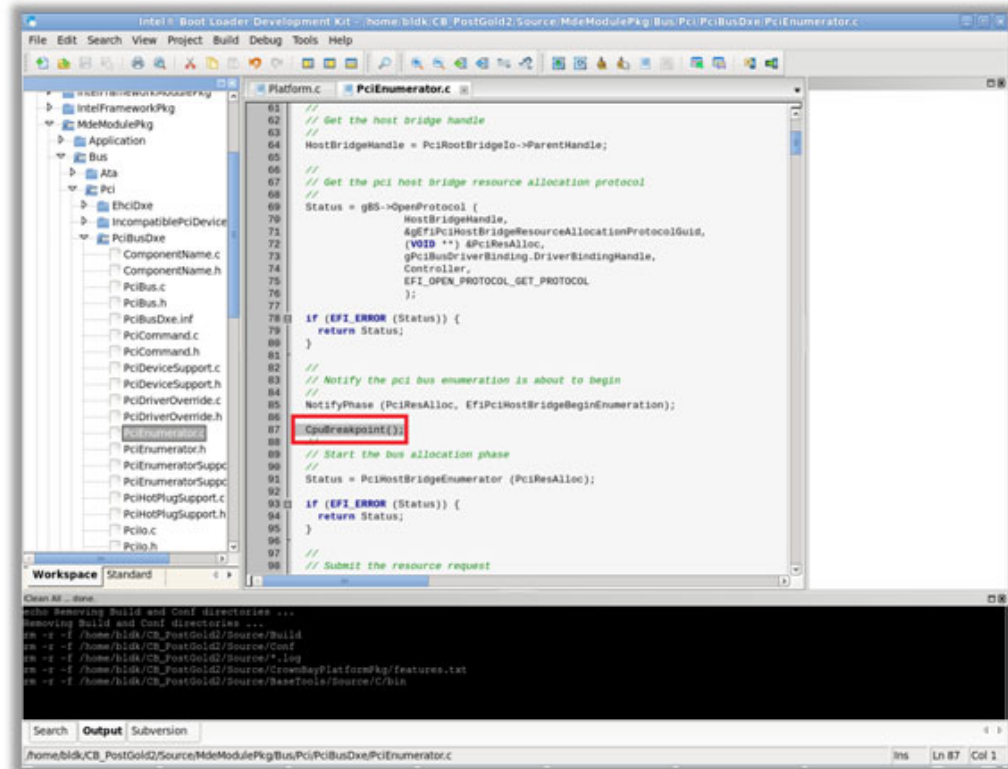 Intel® Boot Loader Development Kit - /home/bldk/CB_PostGold2/Source/MdeModulePkg/Bus/Pci/PciBusDxe/PciEnumerator.c
File Edit Search View Project Build Debug Tools Help
Platform.c PciEnumerator.c
IntelFrameworkModulePkg
IntelFrameworkPkg
MdeModulePkg
Application
Bus
Ata
Pci
EhciDxe
IncompatiblePciDevice
PciBusDxe
ComponentName.c
ComponentName.h
PciBus.c
PciBus.h
PciBusDxe.inf
PciCommand.c
PciCommand.h
PciDeviceSupport.c
PciDeviceSupport.h
PciDriverOverride.c
PciDriverOverride.h
PciEnumerator.c
PciEnumerator.h
PciEnumeratorSuppo
PciEnumeratorSuppo
PciHotPlugSupport.c
PciHotPlugSupport.h
PciIo.c
PciIo.h
Workspace Standard
61 //
62 // Get the host bridge handle
63 //
64 HostBridgeHandle = PciRootBridgeIo->ParentHandle;
65
66 //
67 // Get the pci host bridge resource allocation protocol
68 //
69 Status = gBS->OpenProtocol (
70 HostBridgeHandle,
71 &gEfiPciHostBridgeResourceAllocationProtocolGuid,
72 (VOID **) &PciResAlloc,
73 gPciBusDriverBinding.DriverBindingHandle,
74 Controller,
75 EFI_OPEN_PROTOCOL_GET_PROTOCOL
76 );
77
78 if (EFI_ERROR (Status)) {
79 return Status;
80 }
81
82 //
83 // Notify the pci bus enumeration is about to begin
84 //
85 NotifyPhase (PciResAlloc, EfiPciHostBridgeBeginEnumeration);
86
87 CpuBreakpoint();
88 //
89 // Start the bus allocation phase
90 //
91 Status = PciHostBridgeEnumerator (PciResAlloc);
92
93 if (EFI_ERROR (Status)) {
94 return Status;
95 }
96
97 //
98 // Submit the resource request
Clean All ... done.
echo Removing Build and Conf directories ...
Removing Build and Conf directories ...
rm -r -f /home/bldk/CB_PostGold2/Source/Build
rm -r -f /home/bldk/CB_PostGold2/Source/Conf
rm -r -f /home/bldk/CB_PostGold2/Source/*.log
rm -r -f /home/bldk/CB_PostGold2/Source/CrownBayPlatformPkg/features.txt
rm -r -f /home/bldk/CB_PostGold2/Source/BaseTools/Source/C/bin
Search Output Subversion
/home/bldk/CB_PostGold2/Source/MdeModulePkg/Bus/Pci/PciBusDxe/PciEnumerator.c Ins Ln 87 Col 1